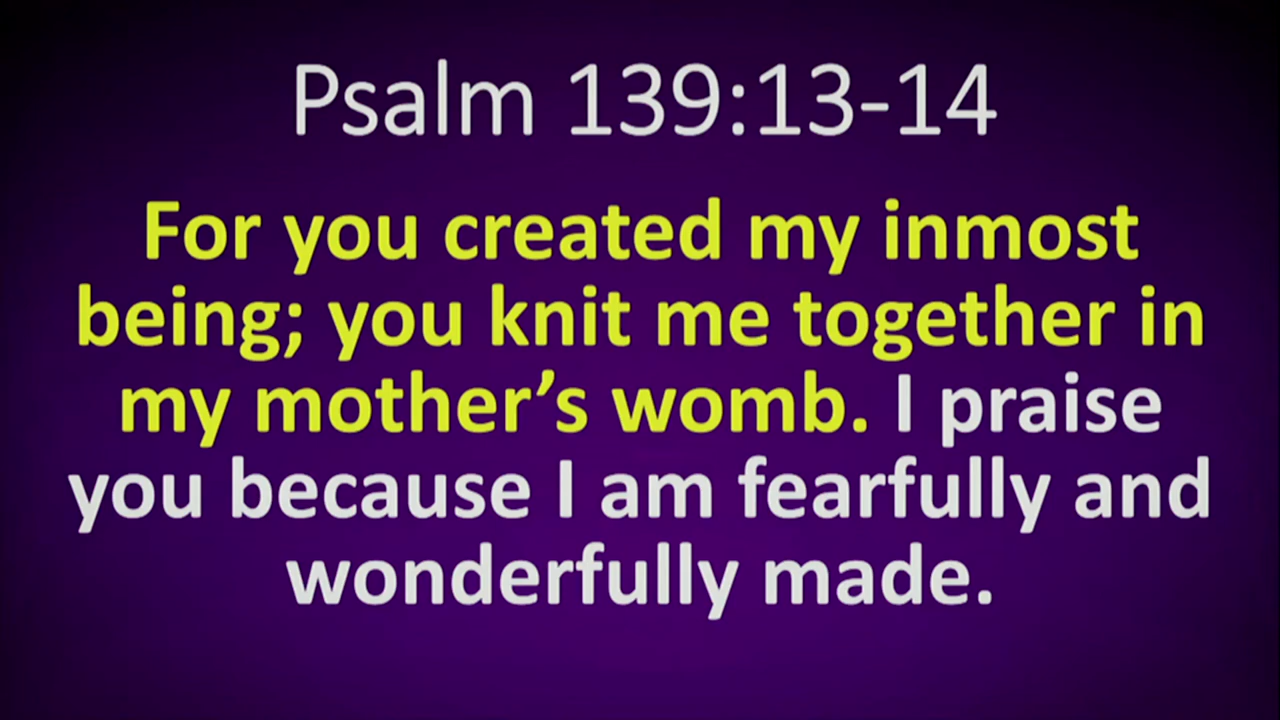 Psalm 139:13-14
For you created my inmost
being; you knit me together in
my mother’s womb. I praise
you because I am fearfully and
wonderfully made.